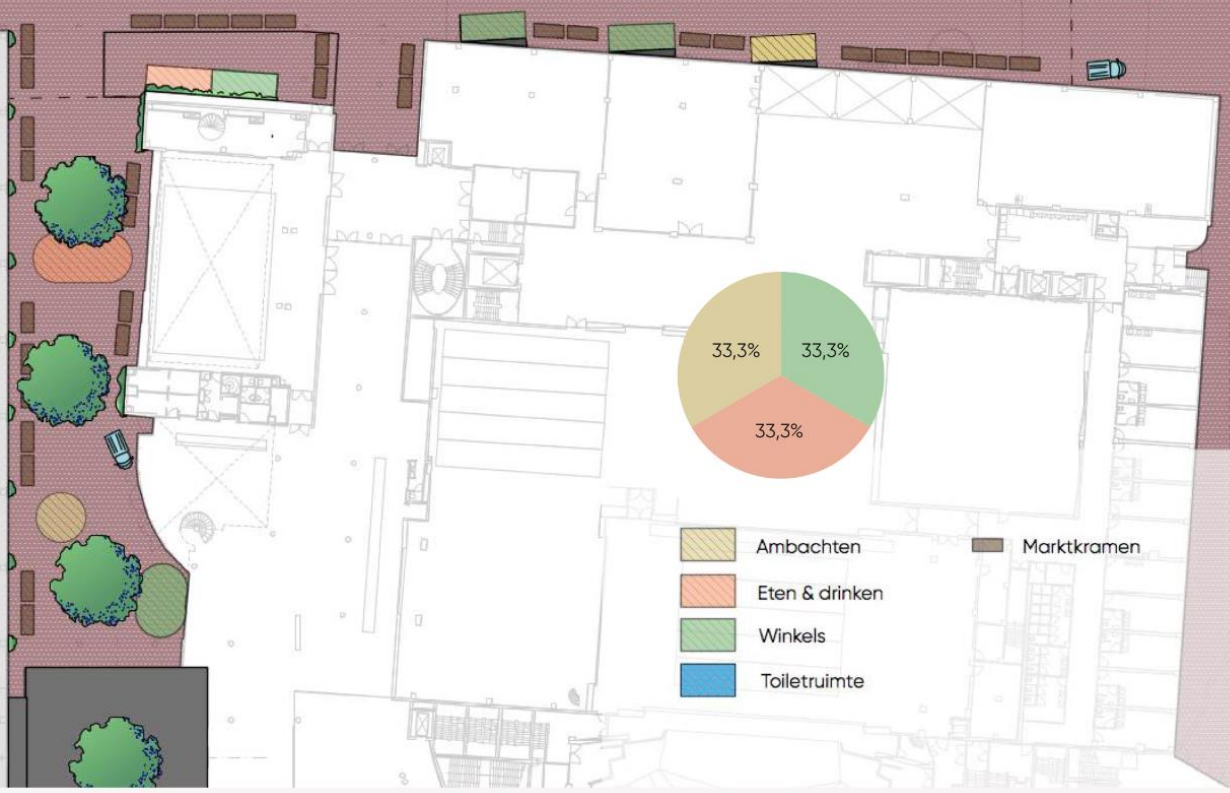 33,3%
33,3%
33,3%
Ambachten
Marktkramen
Eten & drinken
Winkels
Toiletruimte